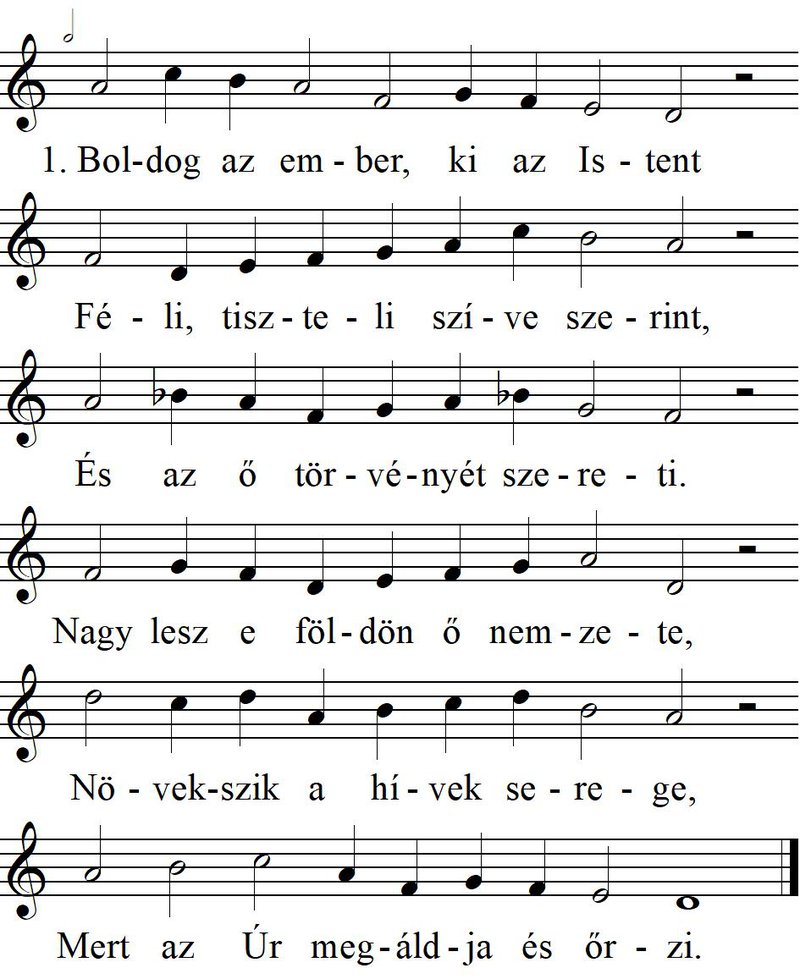 1. Bol-dog az em-ber, ki az Is-tent
Fé-li, tisz-te-li szí-ve sze-rint,
És az ő tör-vé-nyét sze-re-ti.
Nagy lesz e föl-dön ő nem-ze-te,
Nö-vek-szik a hí-vek se-re-ge,
Mert az Úr meg-áld-ja és őr-zi.